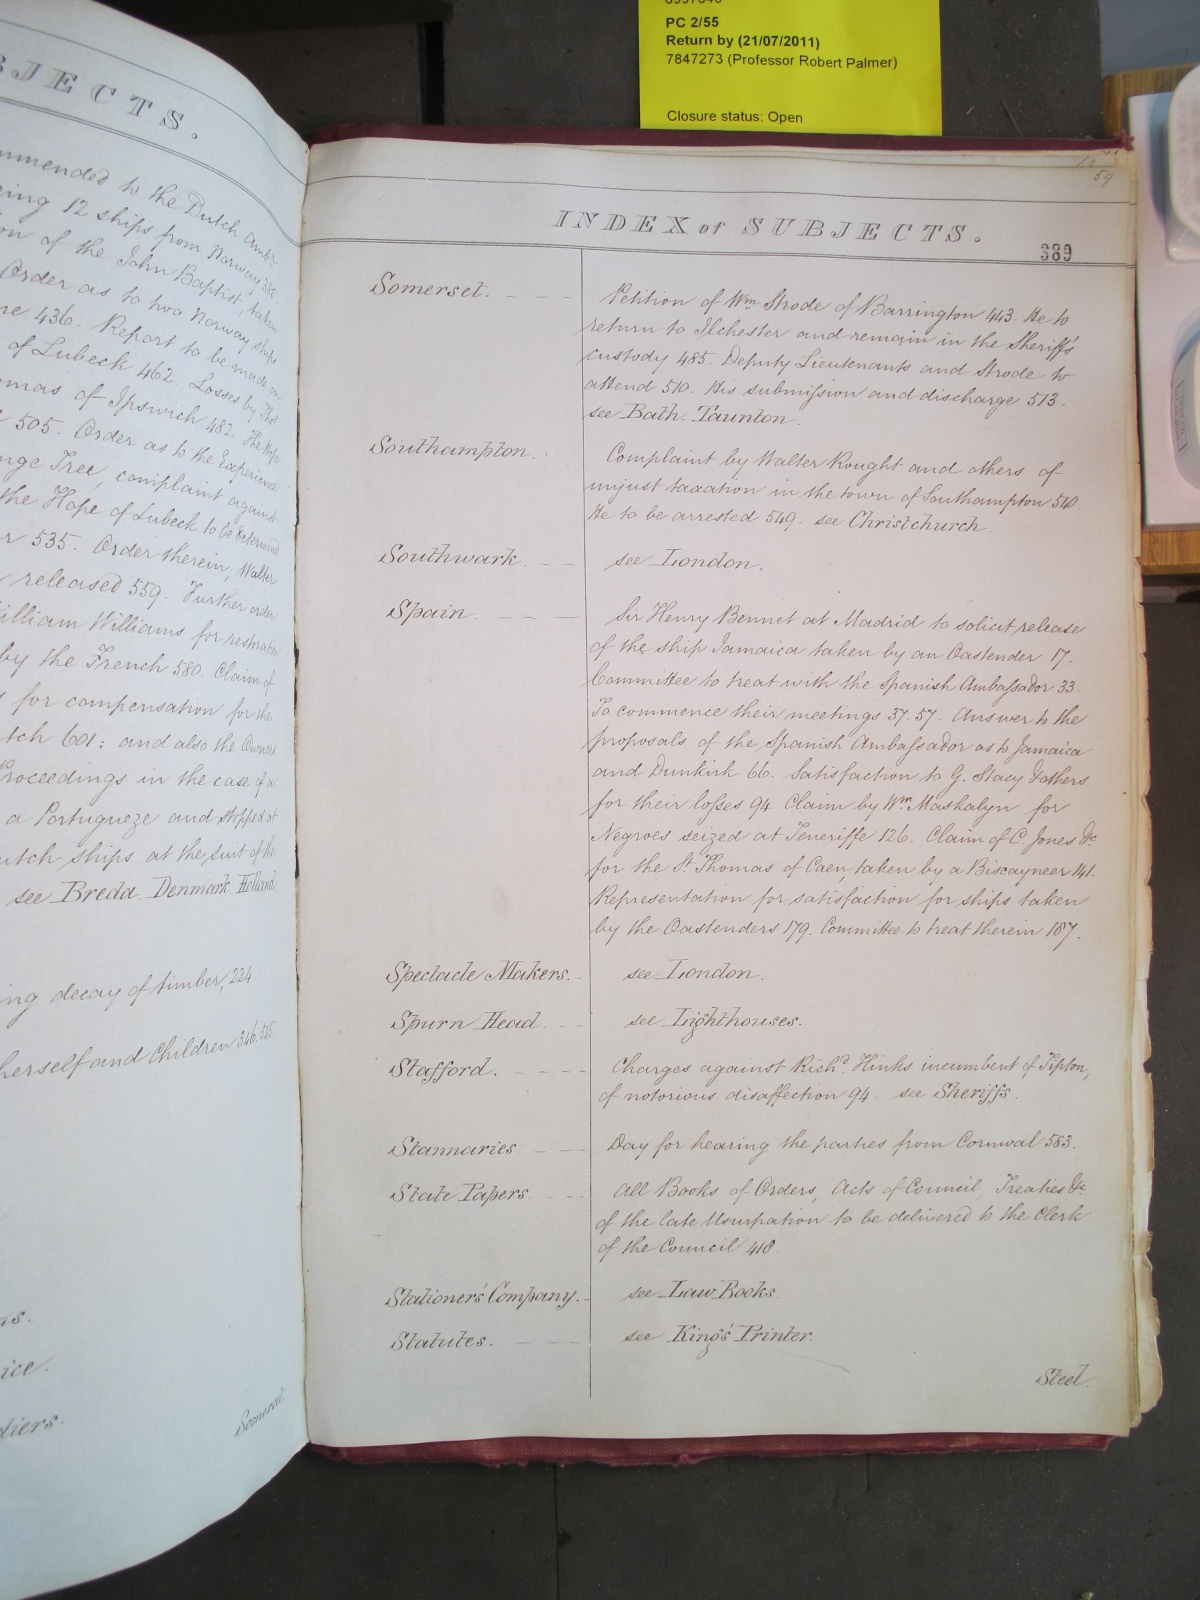 PC 2/55
Return by (21/07/2011)
7847273 (Professor Robert Palmer)
Closure status: Open
BJECTS.
mmended to the Dutch Amb
ing 12 ships from Norway 380
on of the John Baptist, taken
Order as to two Norway ships
ne 436. Report to be made on
of Lubeck 462. Losses by Tho
omas of Ipswich 482. The Hope
505. Order as to the Experience
nge Tree, complaint against
the Hope of Lubeck to be determined
r 535. Order therein, Walter
released 559. Further order
illiam Williams for restoration
by the French 580. Claim of
s for compensation for the
tch 601: and also the Owners
Proceedings in the case of a
a Portugueze and stopped at
utch ships at the suit of the
see Breda. Denmark. Holland
ing decay of timber, 224
herself and Children 346. 515.
ns.
ice.
diers.
Somerset
59
INDEX of SUBJECTS.
389
Somerset. Petition of Wm Strode of Barrington 443. He to
return to Ilchester and remain in the Sheriff's
custody 485. Deputy Lieutenants and Strode to
attend 510. His submission and discharge 513.
see Bath. Taunton.
Southampton. Complaint by Walter Rought and others of
unjust taxation in the town of Southampton 540.
He to be arrested 549. see Christchurch.
Southwark. see London.
Spain. Sir Henry Bennet at Madrid to solicit release
of the ship Jamaica taken by an Oastender 17.
Committee to treat with the Spanish Ambassador 33.
To commence their meetings 37. 57. Answer to the
proposals of the Spanish Ambassador as to Jamaica
and Dunkirk 66. Satisfaction to G. Stacy & others
for their losses 94 Claim by Wm Maskalyn for
Negroes seized at Teneriffe 126. Claim of C. Jones &c
for the St Thomas of Caen, taken by a Biscayneer 141.
Representation for satisfaction for ships taken
by the Oastenders 179. Committee to treat therein 187.
Spectacle Makers. see London.
Spurn Head. see Lighthouses.
Stafford. Charges against Richd Hinks incumbent of Tipton,
of notorious disaffection 94. see Sheriffs.
Stannaries Day for hearing the parties from Cornwal 583.
State Papers. All Books of Orders, Acts of Council, Treaties &c
of the late Usurpation to be delivered to the Clerk
of the Council 418.
Stationer's Company. see Law Books.
Statutes. see King's Printer.
Steel.